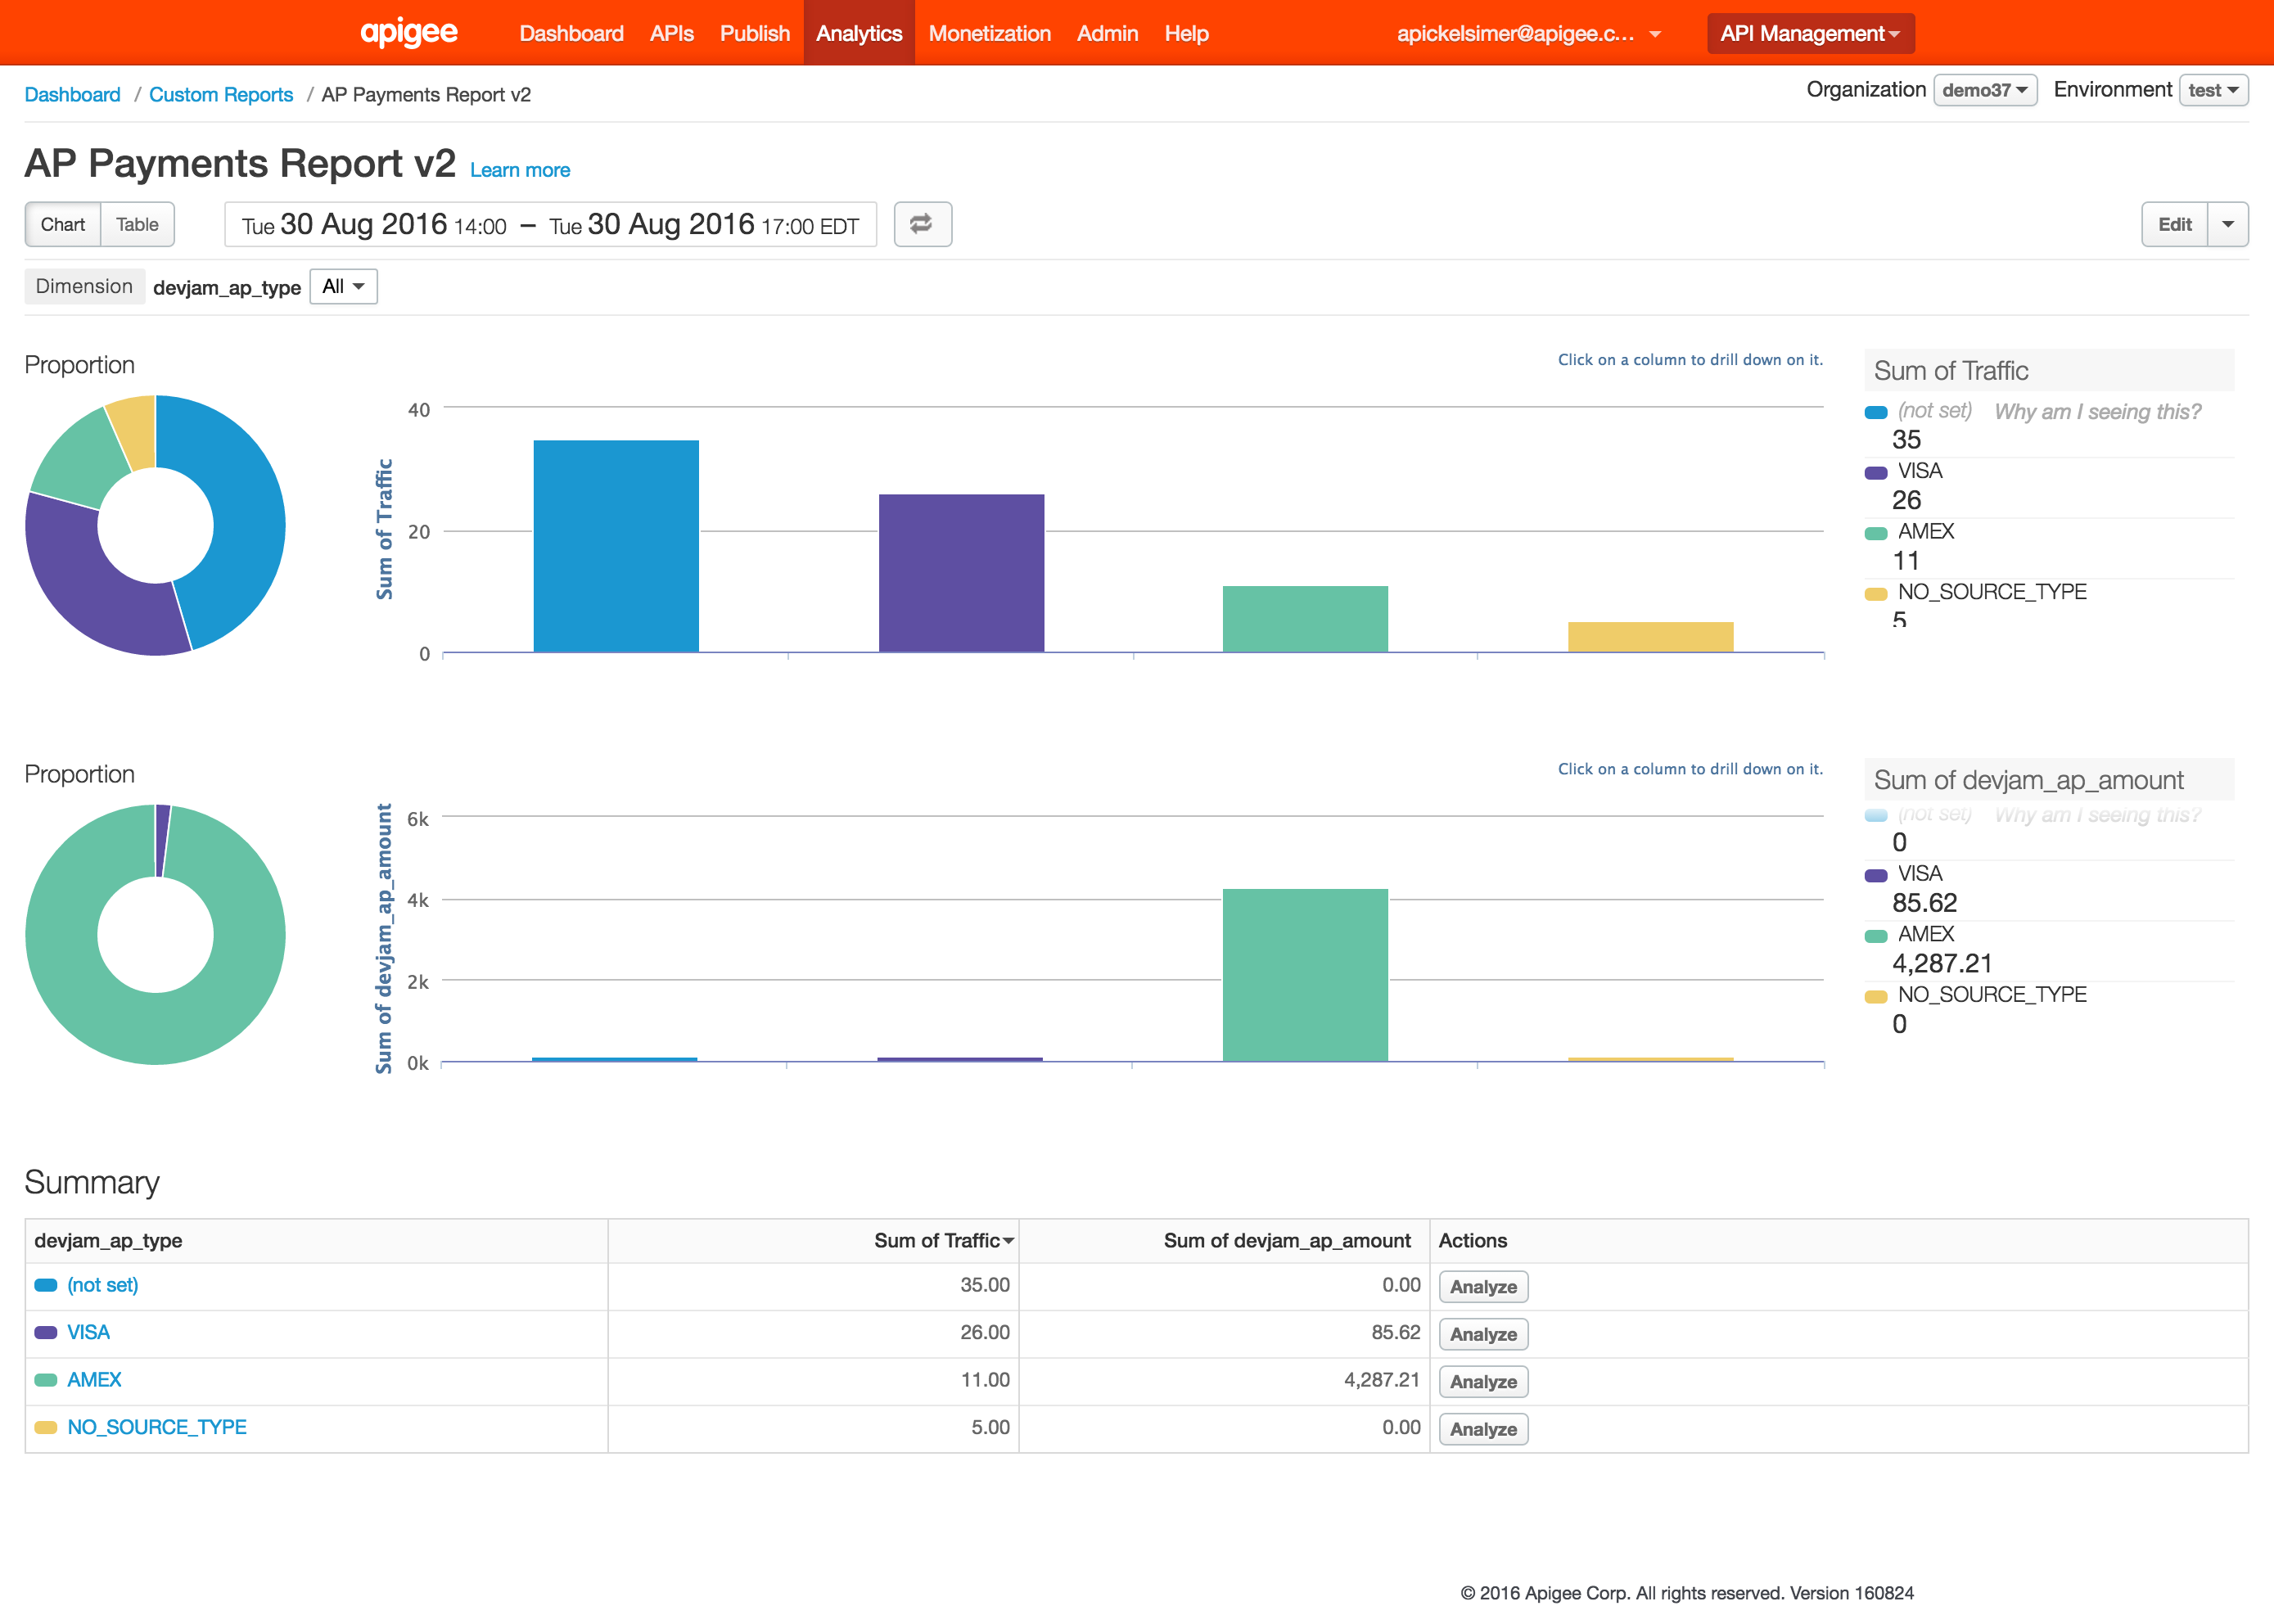 apigee Dashboard APIs Publish Analytics Monetization Admin Help apickelsimer@apigee.c... API Management
Dashboard / Custom Reports / AP Payments Report v2 Organization demo37 Environment test
AP Payments Report v2 Learn more
Chart Table Tue 30 Aug 2016 14:00 – Tue 30 Aug 2016 17:00 EDT Edit
Dimension devjam_ap_type All
Proportion
Click on a column to drill down on it.
Sum of Traffic
40
20
0
Sum of Traffic
(not set) Why am I seeing this?
35
VISA
26
AMEX
11
NO_SOURCE_TYPE
5
Proportion
Click on a column to drill down on it.
Sum of devjam_ap_amount
6k
4k
2k
0k
Sum of devjam_ap_amount
(not set) Why am I seeing this?
0
VISA
85.62
AMEX
4,287.21
NO_SOURCE_TYPE
0
Summary
devjam_ap_type Sum of Traffic Sum of devjam_ap_amount Actions
(not set) 35.00 0.00 Analyze
VISA 26.00 85.62 Analyze
AMEX 11.00 4,287.21 Analyze
NO_SOURCE_TYPE 5.00 0.00 Analyze
© 2016 Apigee Corp. All rights reserved. Version 160824